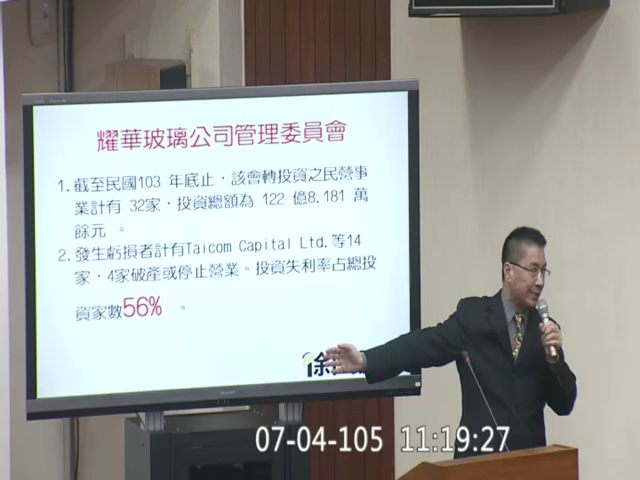 耀華玻璃公司管理委員會
1.截至民國103 年底止，該會轉投資之民營事
業計有 32家，投資總額為 122 億8,181 萬
餘元 。
2.發生虧損者計有Taicom Capital Ltd.等14
家，4家破產或停止營業。投資失利率占總投
資家數56% 。
徐
07-04-105 11:19:27